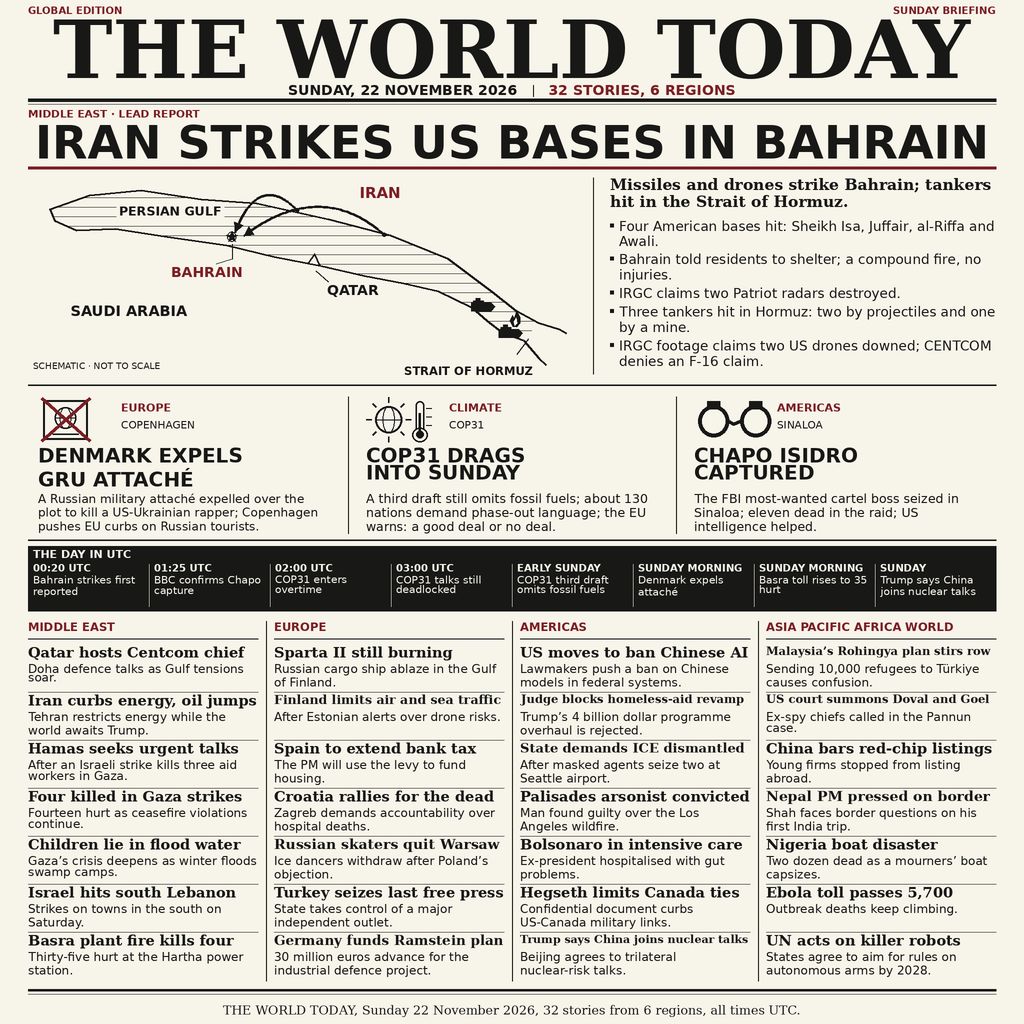 GLOBAL EDITION
SUNDAY BRIEFING
THE WORLD TODAY
SUNDAY, 22 NOVEMBER 2026 | 32 STORIES, 6 REGIONS
MIDDLE EAST · LEAD REPORT
IRAN STRIKES US BASES IN BAHRAIN
IRAN
PERSIAN GULF
BAHRAIN
QATAR
SAUDI ARABIA
SCHEMATIC · NOT TO SCALE
STRAIT OF HORMUZ
Missiles and drones strike Bahrain; tankers
hit in the Strait of Hormuz.
▪ Four American bases hit: Sheikh Isa, Juffair, al-Riffa and
Awali.
▪ Bahrain told residents to shelter; a compound fire, no
injuries.
▪ IRGC claims two Patriot radars destroyed.
▪ Three tankers hit in Hormuz: two by projectiles and one
by a mine.
▪ IRGC footage claims two US drones downed; CENTCOM
denies an F-16 claim.
EUROPE
COPENHAGEN
DENMARK EXPELS
GRU ATTACHÉ
A Russian military attaché expelled over the
plot to kill a US-Ukrainian rapper; Copenhagen
pushes EU curbs on Russian tourists.
CLIMATE
COP31
COP31 DRAGS
INTO SUNDAY
A third draft still omits fossil fuels; about 130
nations demand phase-out language; the EU
warns: a good deal or no deal.
AMERICAS
SINALOA
CHAPO ISIDRO
CAPTURED
The FBI most-wanted cartel boss seized in
Sinaloa; eleven dead in the raid; US
intelligence helped.
THE DAY IN UTC
00:20 UTC
Bahrain strikes first
reported
01:25 UTC
BBC confirms Chapo
capture
02:00 UTC
COP31 enters
overtime
03:00 UTC
COP31 talks still
deadlocked
EARLY SUNDAY
COP31 third draft
omits fossil fuels
SUNDAY MORNING
Denmark expels
attaché
SUNDAY MORNING
Basra toll rises to 35
hurt
SUNDAY
Trump says China
joins nuclear talks
MIDDLE EAST
Qatar hosts Centcom chief
Doha defence talks as Gulf tensions
soar.
Iran curbs energy, oil jumps
Tehran restricts energy while the
world awaits Trump.
Hamas seeks urgent talks
After an Israeli strike kills three aid
workers in Gaza.
Four killed in Gaza strikes
Fourteen hurt as ceasefire violations
continue.
Children lie in flood water
Gaza’s crisis deepens as winter floods
swamp camps.
Israel hits south Lebanon
Strikes on towns in the south on
Saturday.
Basra plant fire kills four
Thirty-five hurt at the Hartha power
station.
EUROPE
Sparta II still burning
Russian cargo ship ablaze in the Gulf
of Finland.
Finland limits air and sea traffic
After Estonian alerts over drone risks.
Spain to extend bank tax
The PM will use the levy to fund
housing.
Croatia rallies for the dead
Zagreb demands accountability over
hospital deaths.
Russian skaters quit Warsaw
Ice dancers withdraw after Poland’s
objection.
Turkey seizes last free press
State takes control of a major
independent outlet.
Germany funds Ramstein plan
30 million euros advance for the
industrial defence project.
AMERICAS
US moves to ban Chinese AI
Lawmakers push a ban on Chinese
models in federal systems.
Judge blocks homeless-aid revamp
Trump’s 4 billion dollar programme
overhaul is rejected.
State demands ICE dismantled
After masked agents seize two at
Seattle airport.
Palisades arsonist convicted
Man found guilty over the Los
Angeles wildfire.
Bolsonaro in intensive care
Ex-president hospitalised with gut
problems.
Hegseth limits Canada ties
Confidential document curbs
US-Canada military links.
Trump says China joins nuclear talks
Beijing agrees to trilateral
nuclear-risk talks.
ASIA PACIFIC AFRICA WORLD
Malaysia’s Rohingya plan stirs row
Sending 10,000 refugees to Türkiye
causes confusion.
US court summons Doval and Goel
Ex-spy chiefs called in the Pannun
case.
China bars red-chip listings
Young firms stopped from listing
abroad.
Nepal PM pressed on border
Shah faces border questions on his
first India trip.
Nigeria boat disaster
Two dozen dead as a mourners’ boat
capsizes.
Ebola toll passes 5,700
Outbreak deaths keep climbing.
UN acts on killer robots
States agree to aim for rules on
autonomous arms by 2028.
THE WORLD TODAY, Sunday 22 November 2026, 32 stories from 6 regions, all times UTC.